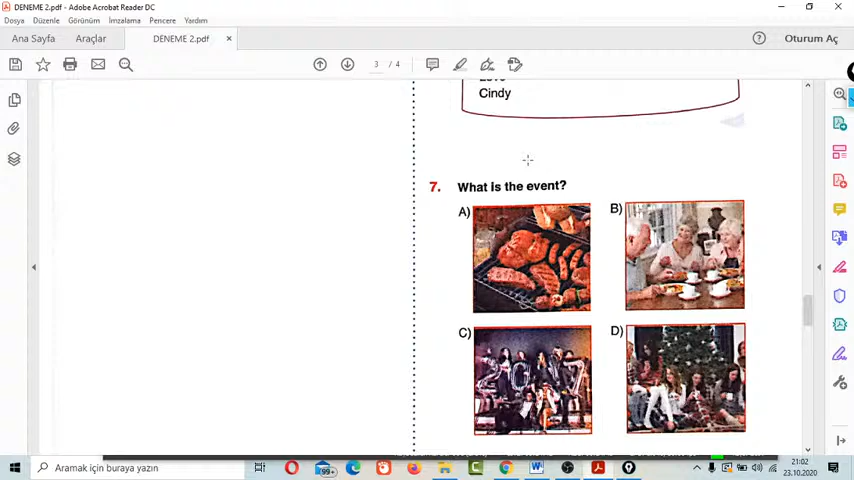 DENEME 2.pdf - Adobe Acrobat Reader DC
Dosya Düzenle Görünüm İmzalama Pencere Yardım
Ana Sayfa Araçlar DENEME 2.pdf × ? Oturum Aç
3 / 4
Love
Cindy
7. What is the event?
A) B)
C) D)
Aramak için buraya yazın
99+
21:02
23.10.2020